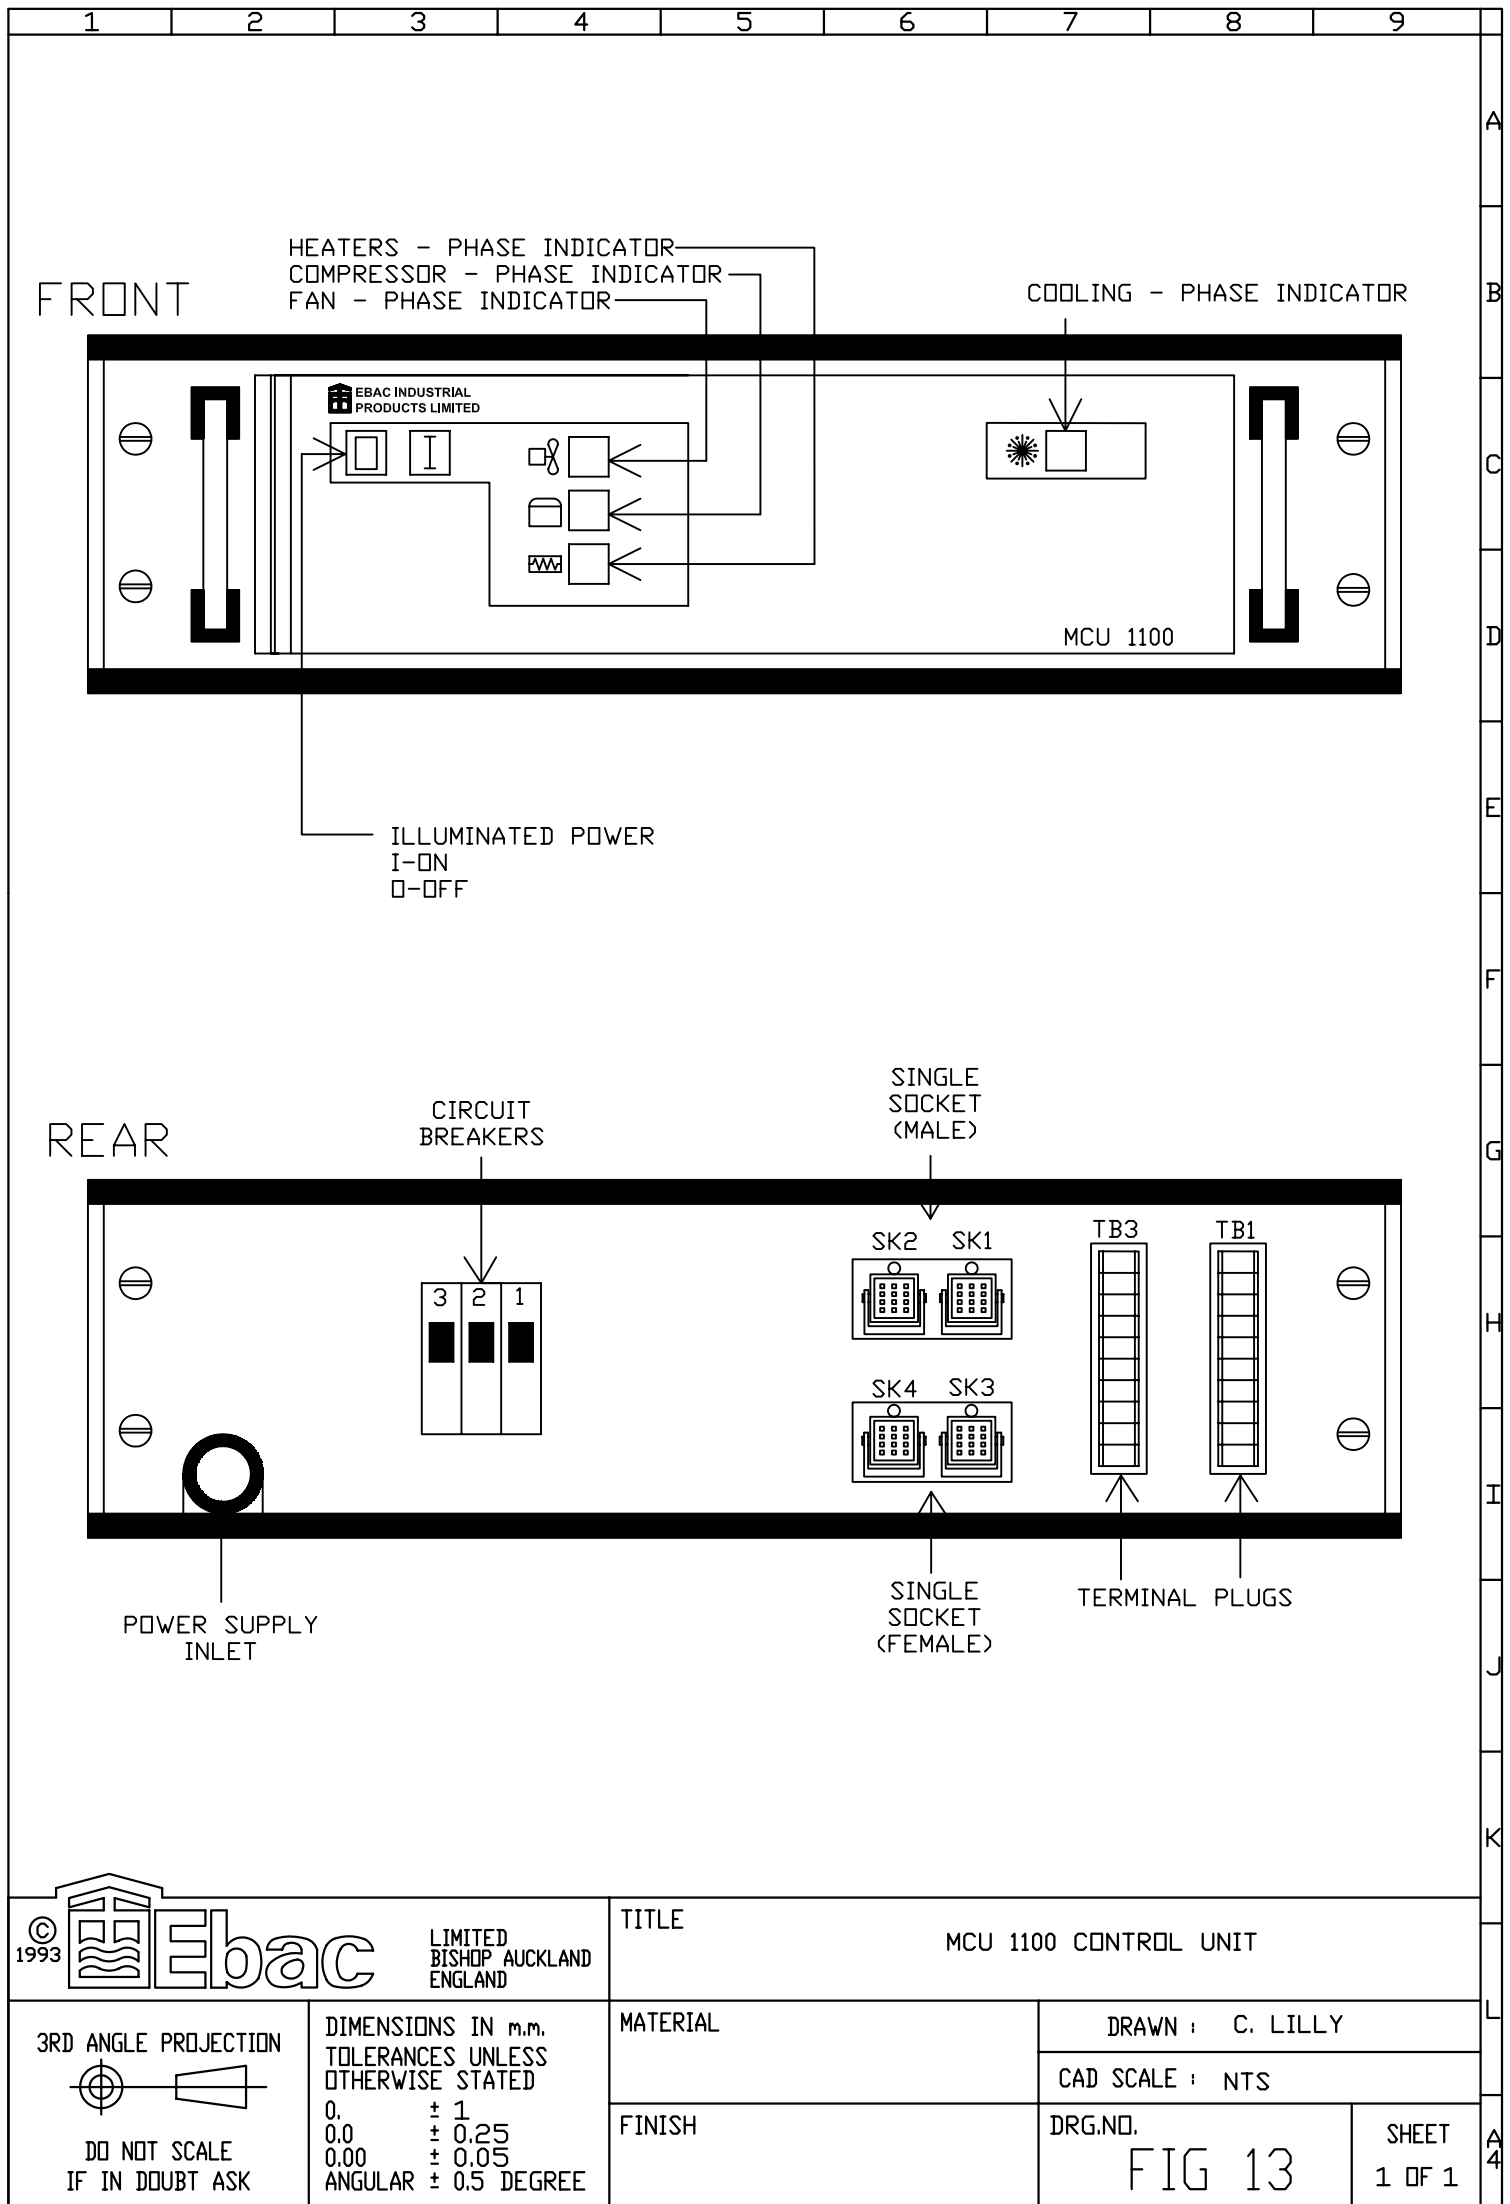 1 2 3 4 5 6 7 8 9
A
HEATERS - PHASE INDICATOR
COMPRESSOR - PHASE INDICATOR
FAN - PHASE INDICATOR
FRONT
COOLING - PHASE INDICATOR
B
EBAC INDUSTRIAL
PRODUCTS LIMITED
I
C
MCU 1100
D
E
ILLUMINATED POWER
I-ON
O-OFF
F
SINGLE
SOCKET
(MALE)
CIRCUIT
BREAKERS
REAR
G
SK2 SK1
TB3 TB1
3 2 1
H
SK4 SK3
I
SINGLE
SOCKET
(FEMALE)
TERMINAL PLUGS
POWER SUPPLY
INLET
J
K
©
1993
Ebac
LIMITED
BISHOP AUCKLAND
ENGLAND
TITLE
MCU 1100 CONTROL UNIT
L
3RD ANGLE PROJECTION
DO NOT SCALE
IF IN DOUBT ASK
DIMENSIONS IN m.m.
TOLERANCES UNLESS
OTHERWISE STATED
0. ± 1
0.0 ± 0.25
0.00 ± 0.05
ANGULAR ± 0.5 DEGREE
MATERIAL
FINISH
DRAWN : C. LILLY
CAD SCALE : NTS
DRG.NO.
FIG 13
SHEET
1 OF 1
A
4